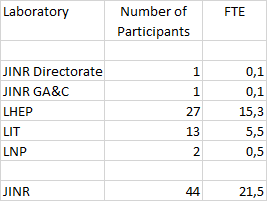 Laboratory Number of Participants FTE
JINR Directorate 1 0,1
JINR GA&C 1 0,1
LHEP 27 15,3
LIT 13 5,5
LNP 2 0,5
JINR 44 21,5